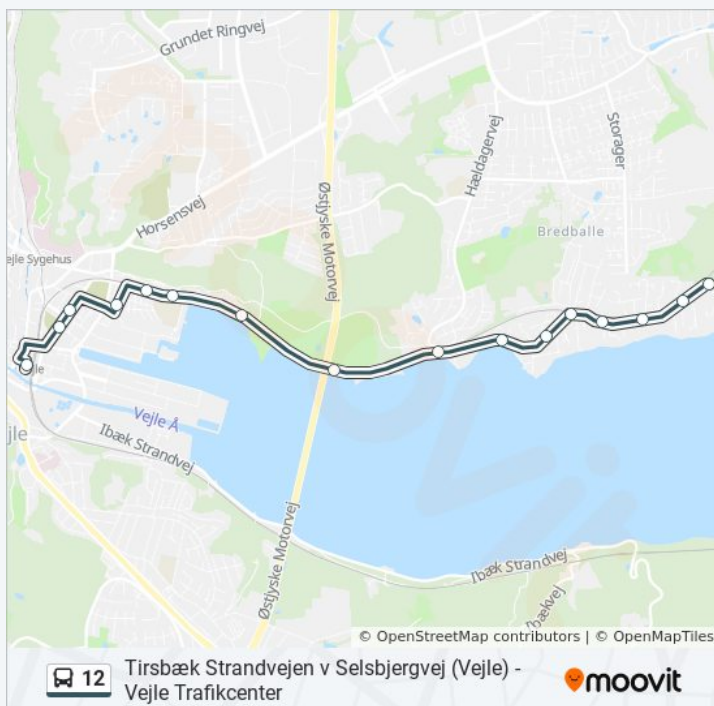 Grundet Ringvej
Storager
Hældagervej
Østjyske Motorvej
Horsensvej
Bredballe
ejle Sygehus
Vejle Å
jle
Ibæk Strandvej
Østjyske Motorvej
Ibæk Strandvej
Ibækvej
© OpenStreetMap contributors | © OpenMapTiles
12
Tirsbæk Strandvejen v Selsbjergvej (Vejle) -
Vejle Trafikcenter
moovit